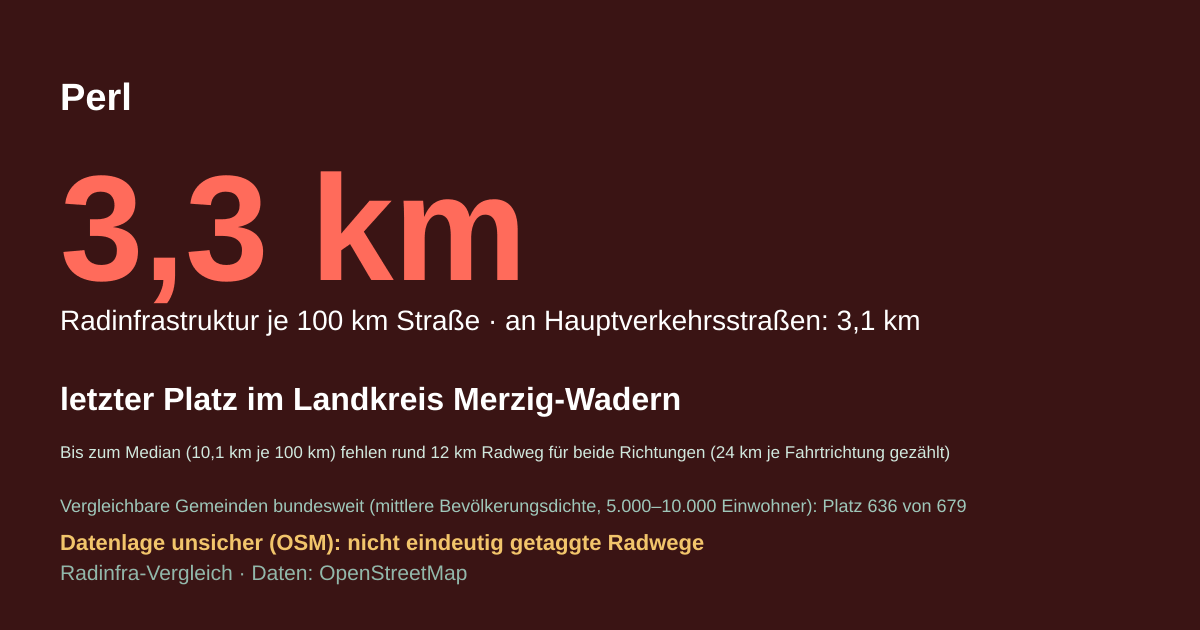 Perl
3,3 km
Radinfrastruktur je 100 km Straße · an Hauptverkehrsstraßen: 3,1 km
letzter Platz im Landkreis Merzig-Wadern
Bis zum Median (10,1 km je 100 km) fehlen rund 12 km Radweg für beide Richtungen (24 km je Fahrtrichtung gezählt)
Vergleichbare Gemeinden bundesweit (mittlere Bevölkerungsdichte, 5.000–10.000 Einwohner): Platz 636 von 679
Datenlage unsicher (OSM): nicht eindeutig getaggte Radwege
Radinfra-Vergleich · Daten: OpenStreetMap